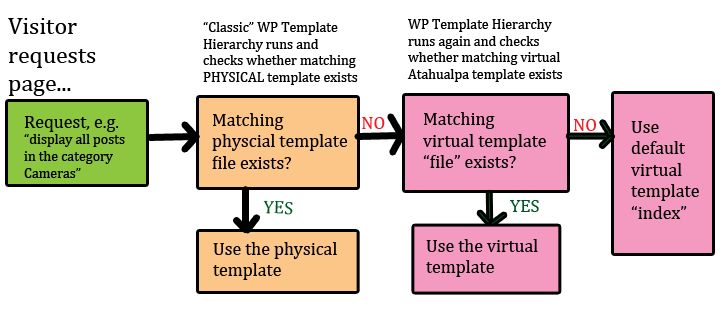 Visitor
requests
page...
"Classic" WP Template
Hierarchy runs and
checks whether matching
PHYSICAL template exists
WP Template Hierarchy
runs again and checks
whether matching virtual
Atahualpa template exists
Request, e.g.
"display all posts
in the category
Cameras"
Matching
physcial template
file exists?
NO
Matching
virtual template
"file" exists?
NO
Use
default
virtual
template
"index"
YES
YES
Use the physical
template
Use the virtual
template